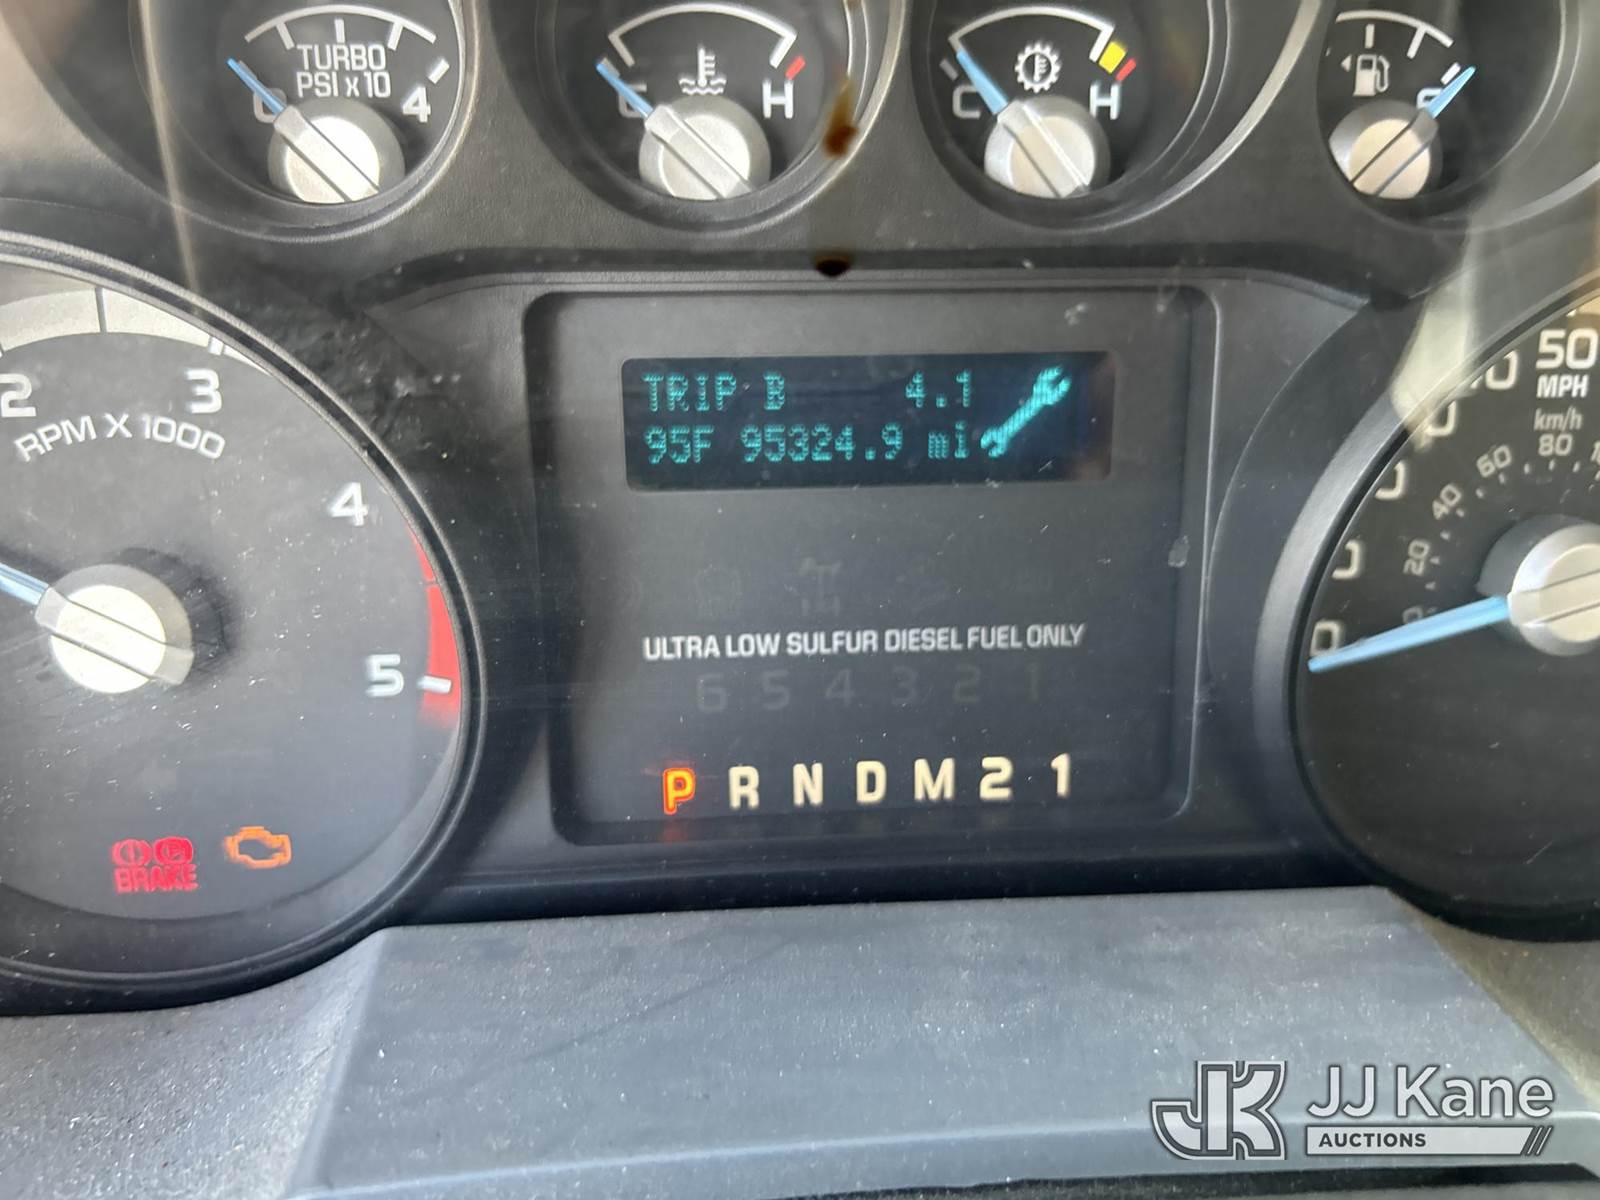 TURBO
PSI x 10
4
C H
C H
2 3 4 5
RPM X 1000
TRIP B 4.1
95F 95324.9 mi
50
MPH
km/h
20 40 60 80
0
ULTRA LOW SULFUR DIESEL FUEL ONLY
6 5 4 3 2 1
P R N D M 2 1
BRAKE
JK JJ Kane
AUCTIONS